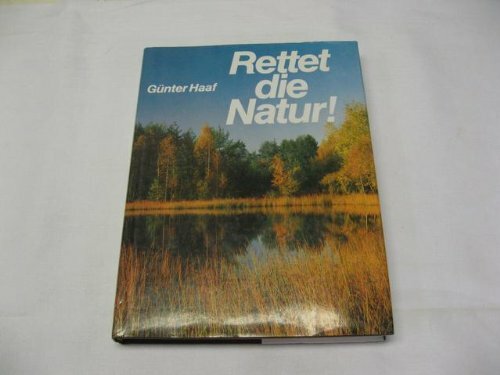 Rettet
die
Natur!
Günter Haaf